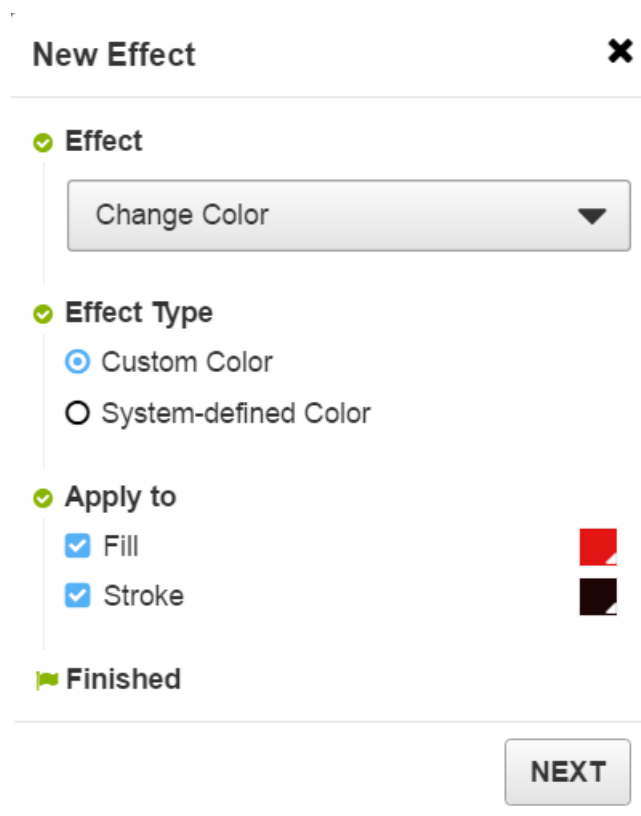 New Effect
Effect
Change Color
Effect Type
Custom Color
System-defined Color
Apply to
Fill
Stroke
Finished
NEXT